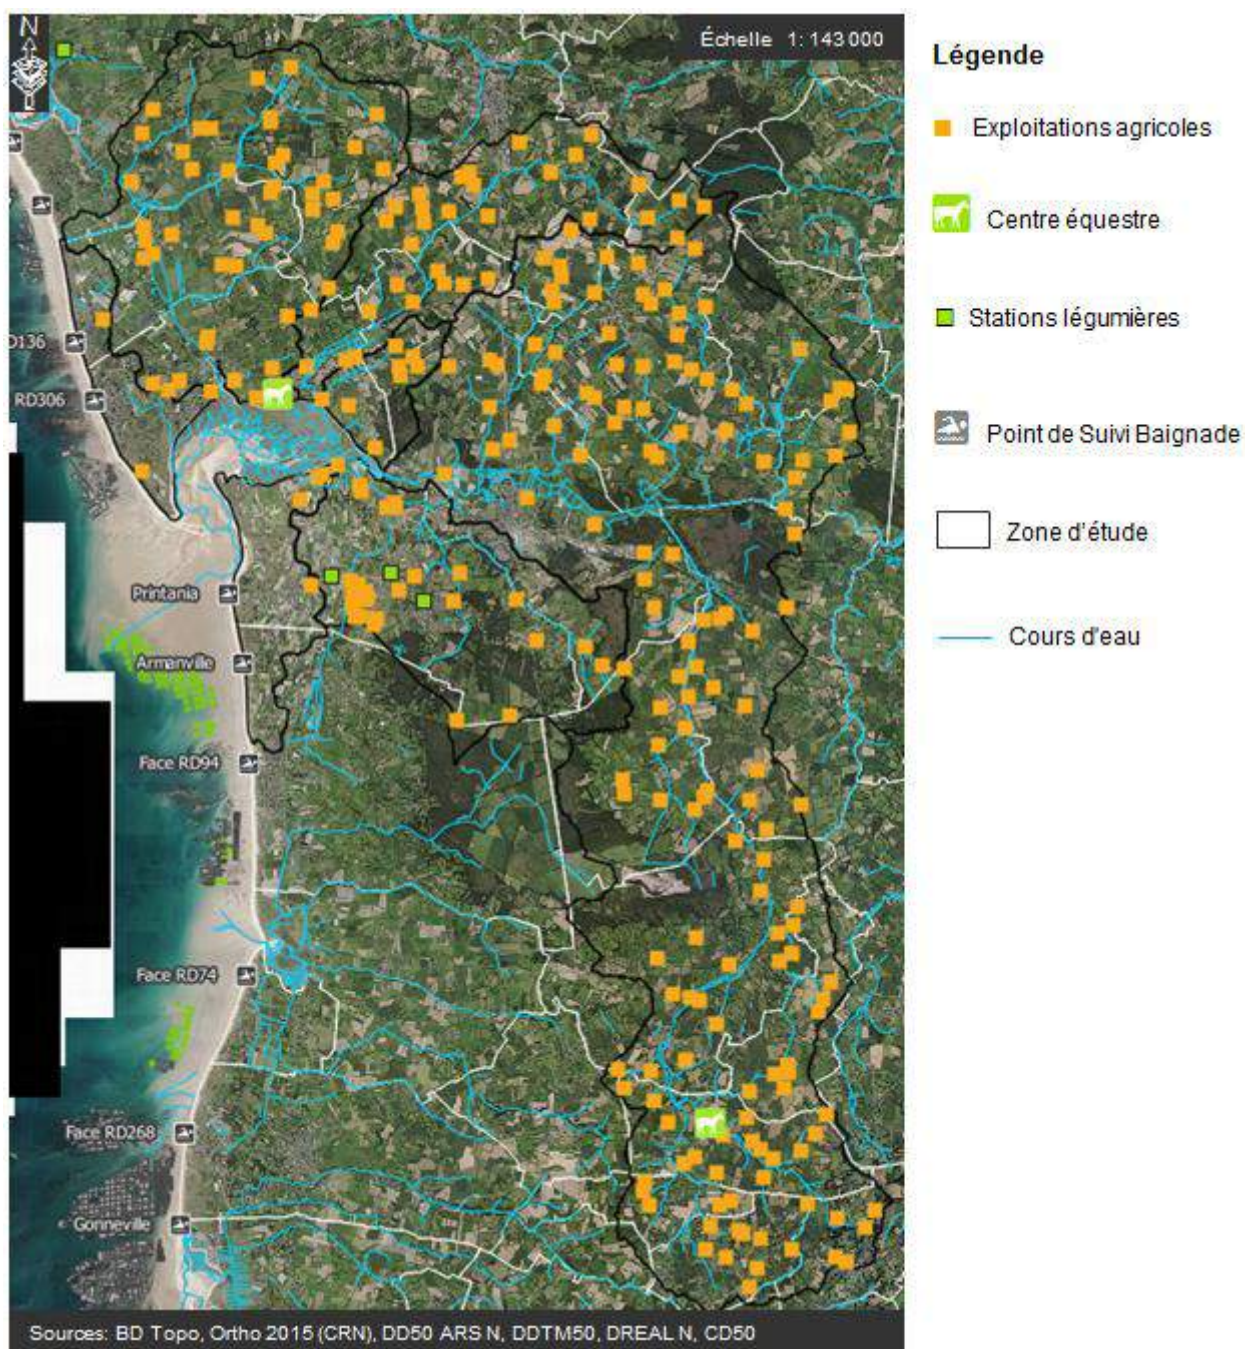 N
Échelle 1: 143 000
D136
RD306
Printania
Armanville
Face RD94
Face RD74
Face RD268
Gonneville
Sources: BD Topo, Ortho 2015 (CRN), DD50 ARS N, DDTM50, DREAL N, CD50
Légende
Exploitations agricoles
Centre équestre
Stations légumières
Point de Suivi Baignade
Zone d'étude
Cours d'eau